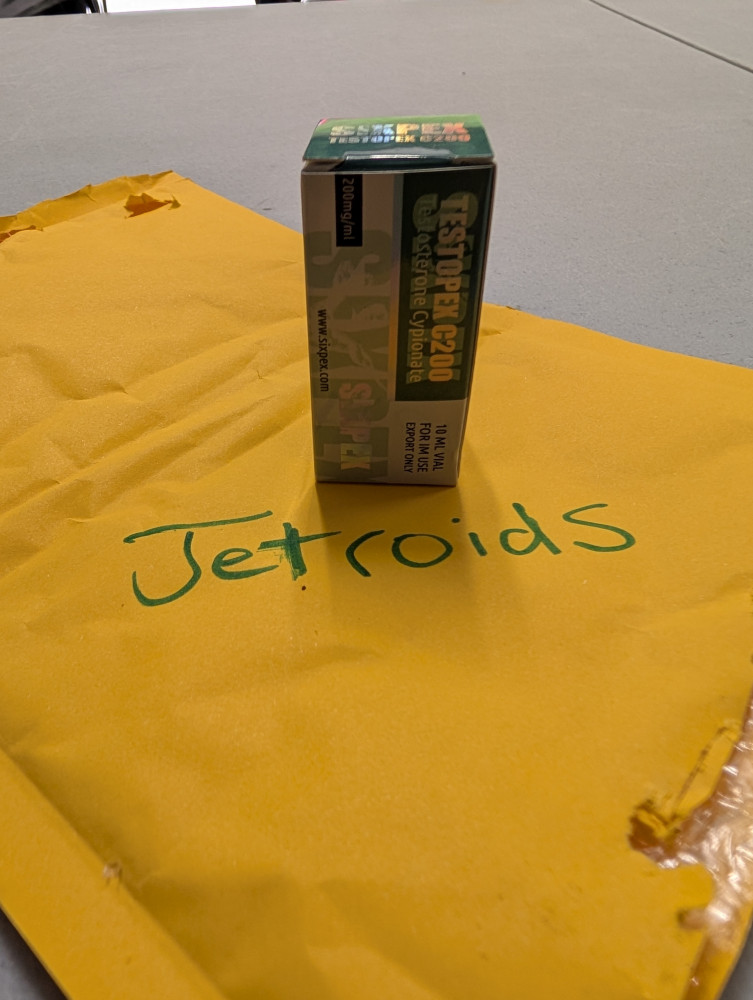 SIXPEX
TESTOPEX C200
200mg/ml
TESTOPEX C200
Testosterone Cypionate
www.sixpex.com
SIXPEX
10 ML VIAL
FOR IM USE
EXPORT ONLY
Jetroids